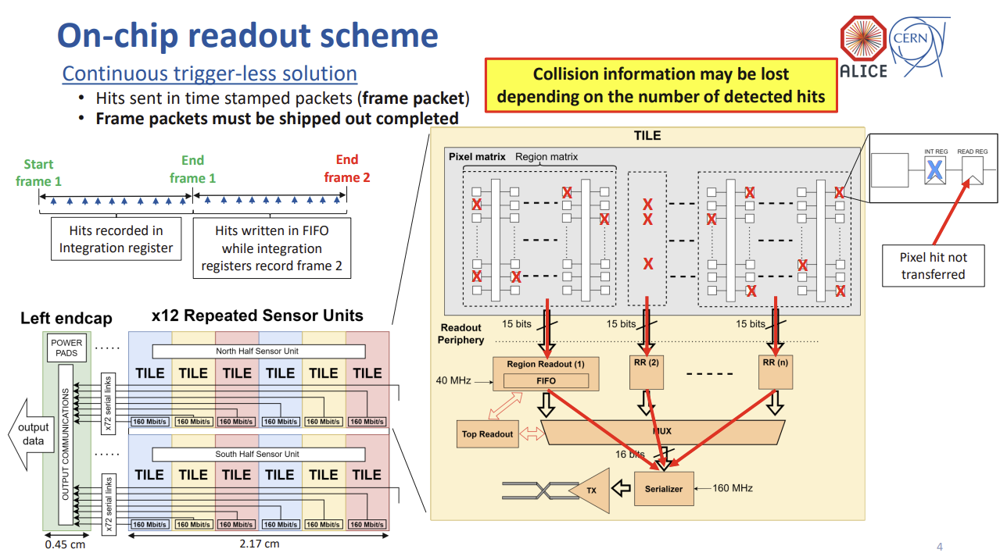 On-chip readout scheme
ALICE
CERN
Continuous trigger-less solution
• Hits sent in time stamped packets (frame packet)
• Frame packets must be shipped out completed
Collision information may be lost
depending on the number of detected hits
Start
frame 1
End
frame 1
End
frame 2
Hits recorded in
Integration register
Hits written in FIFO
while integration
registers record frame 2
TILE
Pixel matrix
Region matrix
X X X X X
X X X
X X X X
X X X
INT REG
READ REG
X
Pixel hit not
transferred
15 bits
15 bits
15 bits
Readout
Periphery
Region Readout (1)
FIFO
RR (2)
RR (n)
40 MHz
Top Readout
MUX
16 bits
TX
Serializer
160 MHz
Left endcap
x12 Repeated Sensor Units
POWER
PADS
OUTPUT COMMUNICATIONS
output
data
x72 serial links
North Half Sensor Unit
TILE TILE TILE TILE TILE TILE
160 Mbit/s 160 Mbit/s 160 Mbit/s 160 Mbit/s 160 Mbit/s 160 Mbit/s
x72 serial links
South Half Sensor Unit
TILE TILE TILE TILE TILE TILE
160 Mbit/s 160 Mbit/s 160 Mbit/s 160 Mbit/s 160 Mbit/s 160 Mbit/s
0.45 cm
2.17 cm
4